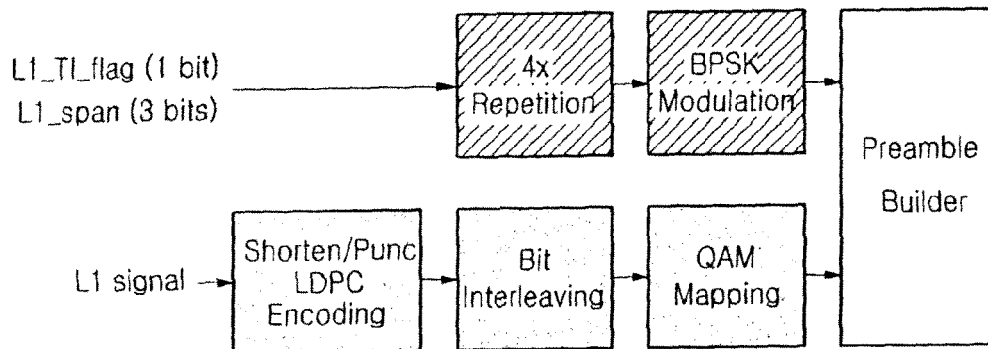 L1_TI_flag (1 bit)
L1_span (3 bits)
4x
Repetition
BPSK
Modulation
Preamble
Builder
L1 signal
Shorten/Punc
LDPC
Encoding
Bit
Interleaving
QAM
Mapping